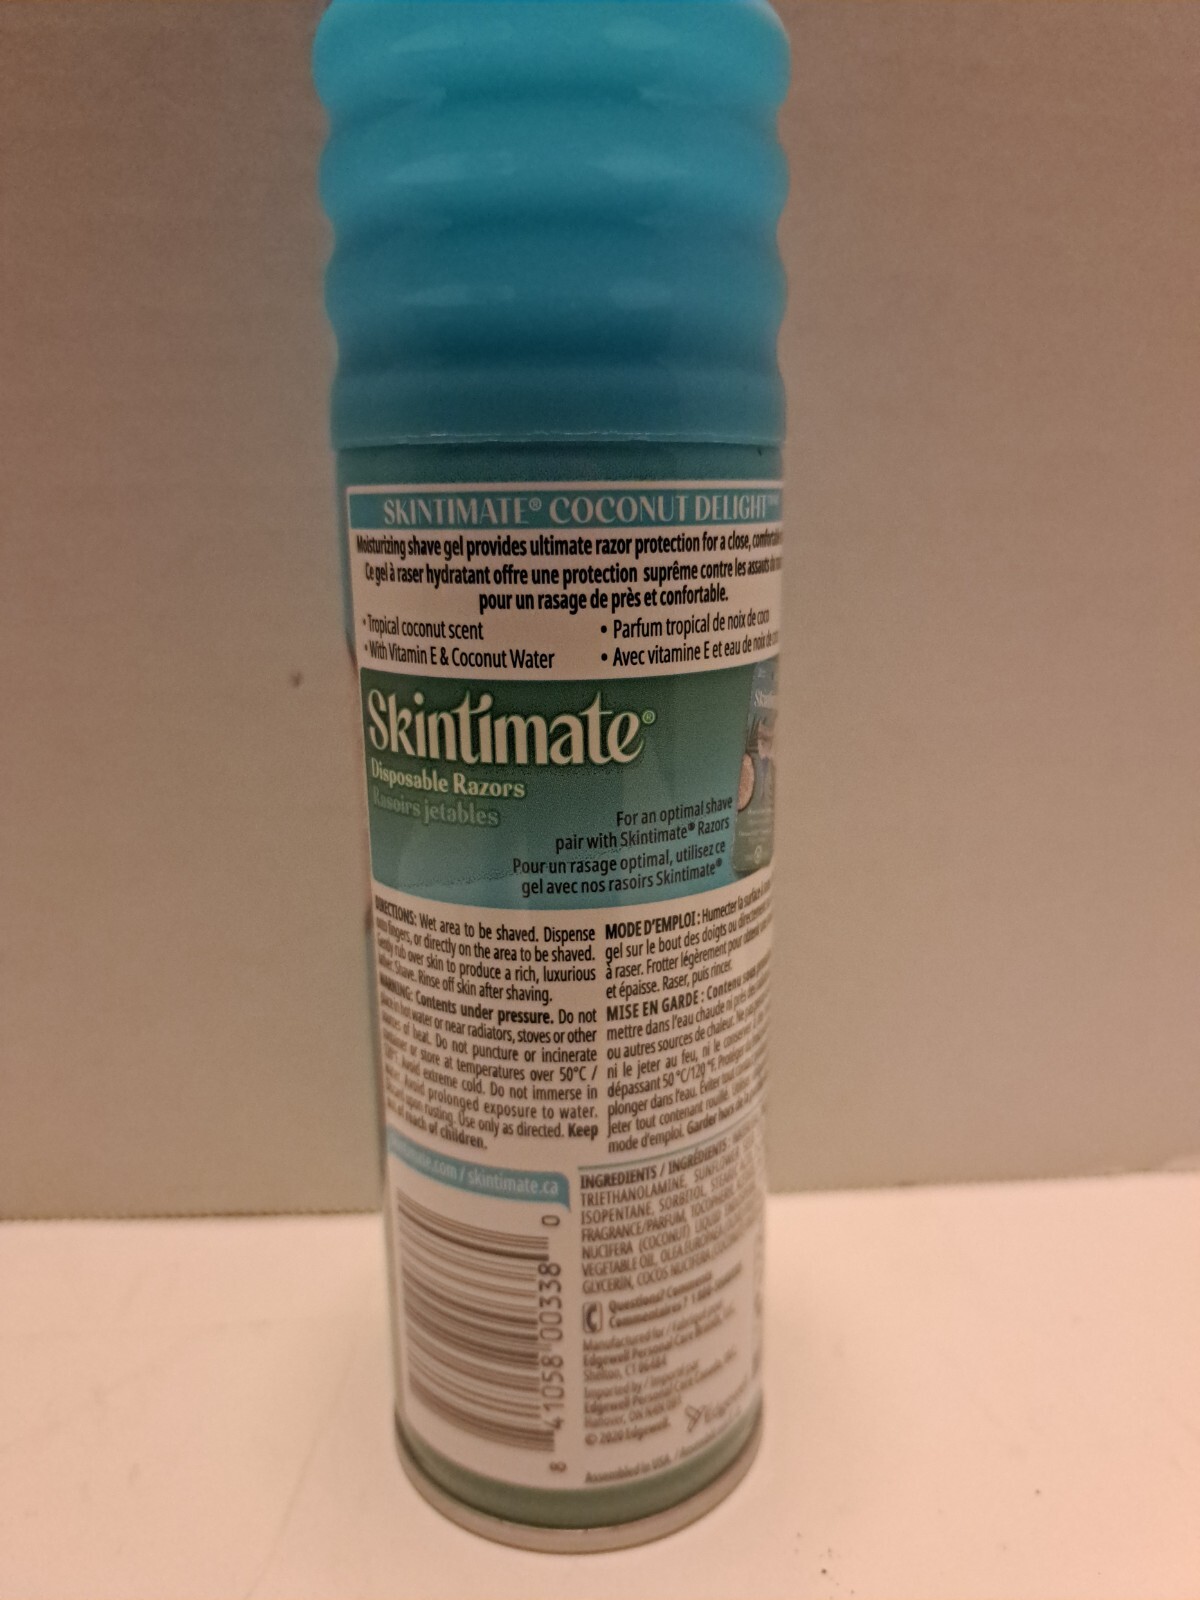 SKINTIMATE® COCONUT DELIGHT
Moisturizing shave gel provides ultimate razor protection for a close,
Ce gel à raser hydratant offre une protection suprême contre les assauts
pour un rasage de près et confortable.
• Tropical coconut scent
• With Vitamin E & Coconut Water
• Parfum tropical de noix de coco
• Avec vitamine E et eau de noix de
Skintimate®
Disposable Razors
Rasoirs jetables
For an optimal shave
pair with Skintimate® Razors
Pour un rasage optimal, utilisez ce
gel avec nos rasoirs Skintimate®
DIRECTIONS: Wet area to be shaved. Dispense
fingers, or directly on the area to be shaved.
Gently rub over skin to produce a rich, luxurious
Shave. Rinse off skin after shaving.
WARNING: Contents under pressure. Do not
place in hot water or near radiators, stoves or other
sources of heat. Do not puncture or incinerate
container or store at temperatures over 50°C /
120°F. Avoid extreme cold. Do not immerse in
water. Avoid prolonged exposure to water.
Discard upon rusting. Use only as directed. Keep
out of reach of children.
MODE D'EMPLOI : Humecter la surface à
gel sur le bout des doigts ou directement
à raser. Frotter légèrement pour obtenir
et épaisse. Raser, puis rincer.
MISE EN GARDE : Contenu sous
mettre dans l'eau chaude ni près des
ou autres sources de chaleur. Ne pas
ni le jeter au feu, ni le conserver à
dépassant 50 °C/120 °F. Protéger du
plonger dans l'eau. Éviter tout
jeter tout contenant rouillé.
mode d'emploi. Garder hors de la
/ skintimate.ca
INGREDIENTS / INGRÉDIENTS:
TRIETHANOLAMINE, SUNFLOWER
ISOPENTANE, SORBITOL, STEARIC
FRAGRANCE/PARFUM,
NUCIFERA (COCONUT) LIQUID
VEGETABLE OIL, OLEA EUROPAEA
GLYCERIN, COCOS NUCIFERA
Questions? Comments
Commentaires? 1
Manufactured for / Fabriqué pour
Edgewell Personal Care Brands, LLC,
Shelton, CT 06484
Imported by / Importé par
Edgewell Personal Care Canada,
© 2020 Edgewell.
Edgewell
Assembled in USA /
0 41058 00338 8